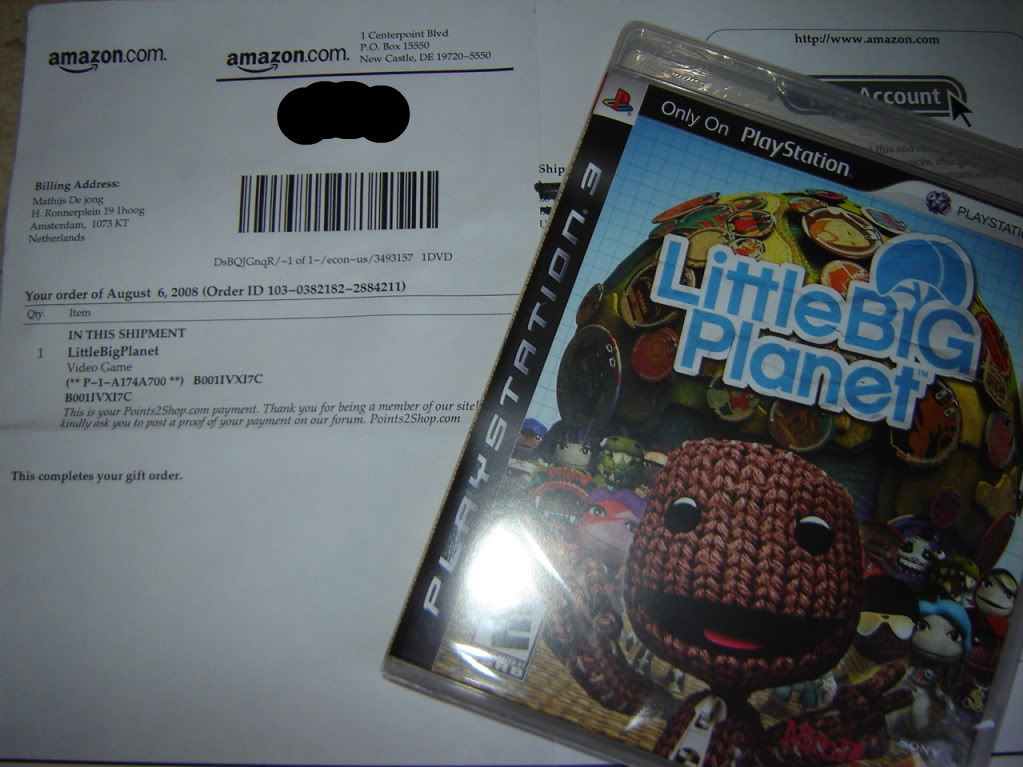 amazon.com.
amazon.com.
1 Centerpoint Blvd
P.O. Box 15550
New Castle, DE 19720-5550
http://www.amazon.com
Account
Billing Address:
Mathijs De jong
H. Ronnerplein 19 1hoog
Amsterdam, 1073 KT
Netherlands
Ship
DsBQJGnqR/-1 of 1-/econ-us/3493157 1DVD
Your order of August 6, 2008 (Order ID 103-0382182-2884211)
Qty. Item
IN THIS SHIPMENT
1 LittleBigPlanet
Video Game
(** P-1-A174A700 **) B001IVXI7C
B001IVXI7C
This is your Points2Shop.com payment. Thank you for being a member of our site!
kindly ask you to post a proof of your payment on our forum. Points2Shop.com
This completes your gift order.
Only On PlayStation.
PLAYSTATION 3
LittleBIG
Planet™
E
SONY